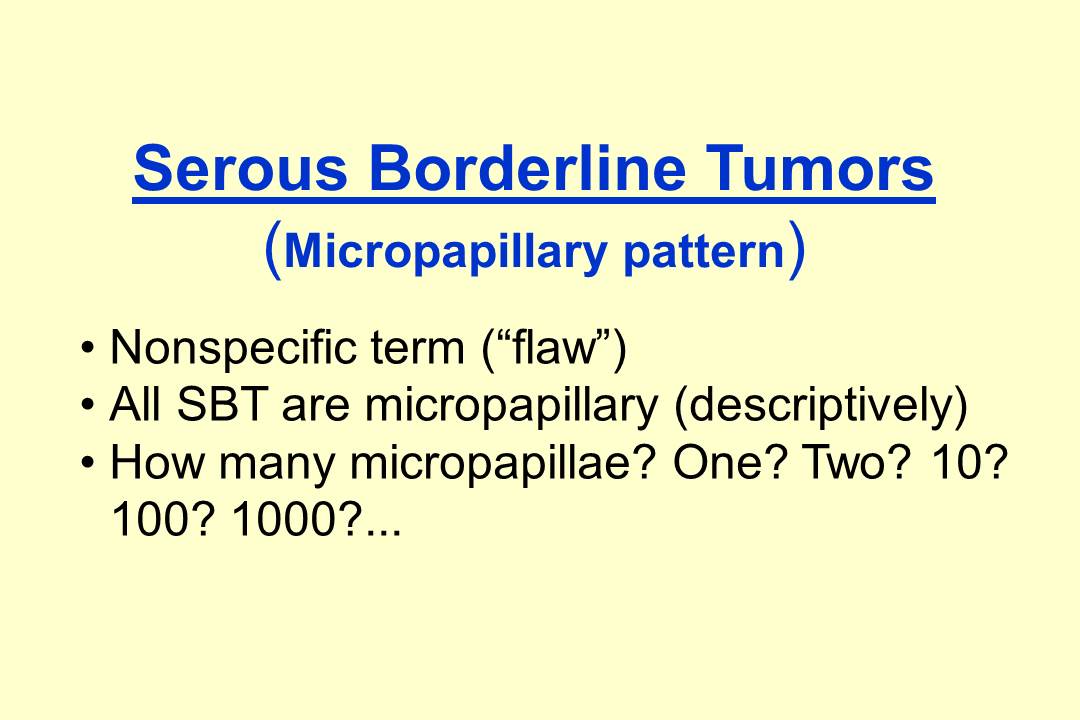 Serous Borderline Tumors
(Micropapillary pattern)
• Nonspecific term (“flaw”)
• All SBT are micropapillary (descriptively)
• How many micropapillae? One? Two? 10?
100? 1000?...